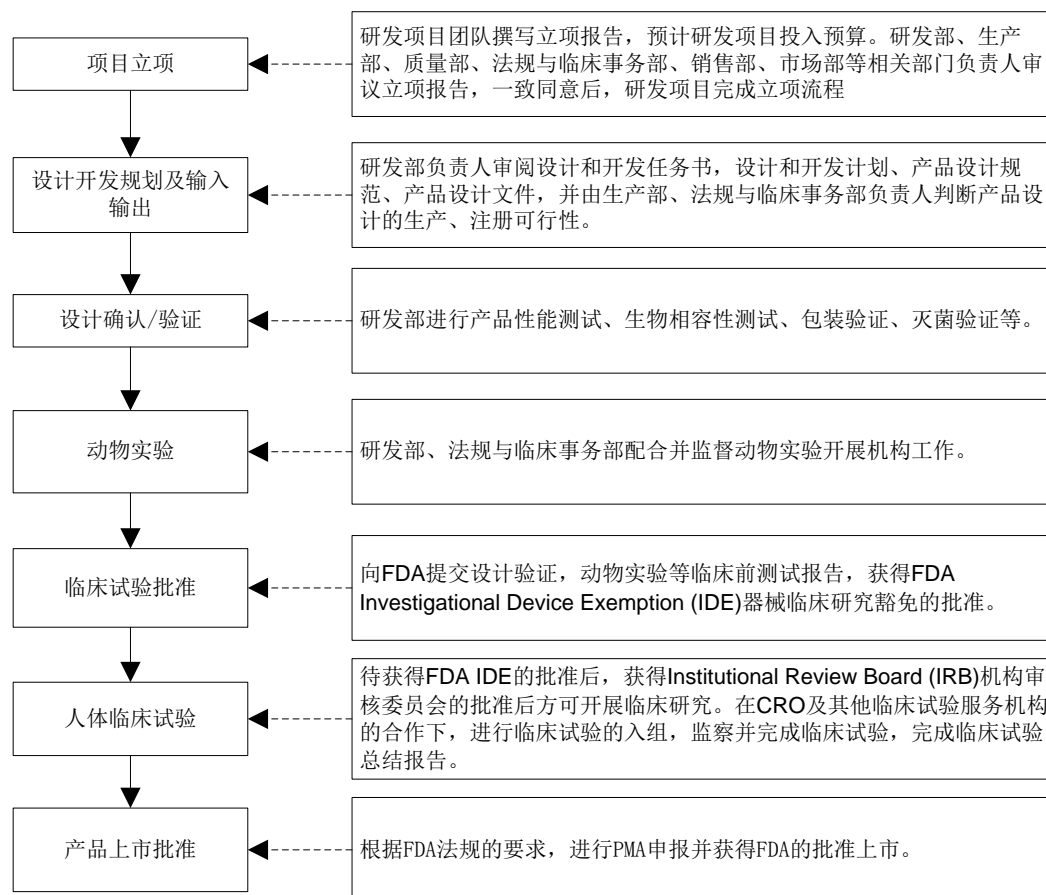 项目立项
研发项目团队撰写立项报告，预计研发项目投入预算。研发部、生产
部、质量部、法规与临床事务部、销售部、市场部等相关部门负责人审
议立项报告，一致同意后，研发项目完成立项流程
设计开发规划及输入
输出
研发部负责人审阅设计和开发任务书，设计和开发计划、产品设计规
范、产品设计文件，并由生产部、法规与临床事务部负责人判断产品设
计的生产、注册可行性。
设计确认/验证
研发部进行产品性能测试、生物相容性测试、包装验证、灭菌验证等。
动物实验
研发部、法规与临床事务部配合并监督动物实验开展机构工作。
临床试验批准
向FDA提交设计验证，动物实验等临床前测试报告，获得FDA
Investigational Device Exemption (IDE)器械临床研究豁免的批准。
人体临床试验
待获得FDA IDE的批准后，获得Institutional Review Board (IRB)机构审
核委员会的批准后方可开展临床研究。在CRO及其他临床试验服务机构
的合作下，进行临床试验的入组，监察并完成临床试验，完成临床试验
总结报告。
产品上市批准
根据FDA法规的要求，进行PMA申报并获得FDA的批准上市。